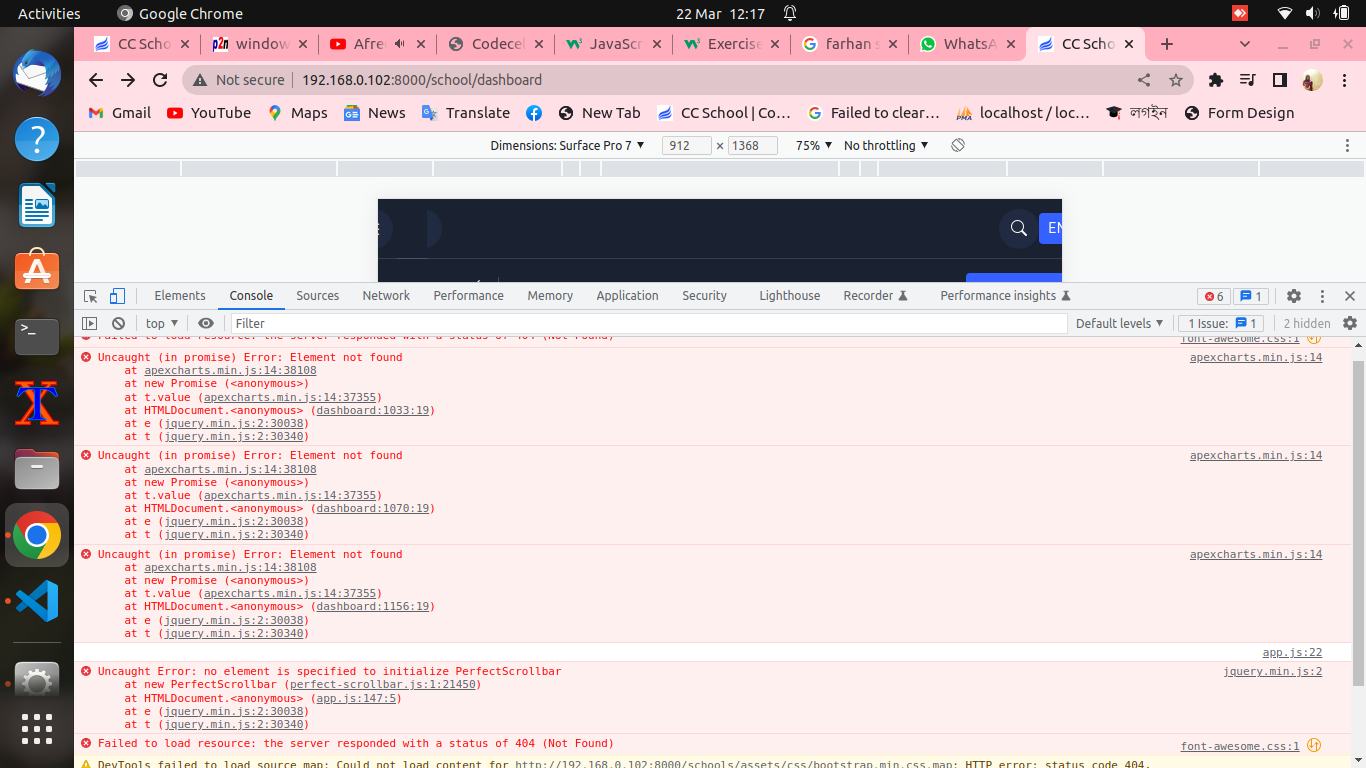 Activities
Google Chrome
22 Mar 12:17
CC Scho
p2n
window
Afre
Codecel
JavaScr
Exercise
farhan s
WhatsA
CC Scho
Not secure
192.168.0.102:8000/school/dashboard
Gmail
YouTube
Maps
News
Translate
New Tab
CC School | Co...
Failed to clear...
PMA
localhost / loc...
লগইন
Form Design
Dimensions: Surface Pro 7 ▼
912 × 1368
75% ▼
No throttling ▼
EN
Elements
Console
Sources
Network
Performance
Memory
Application
Security
Lighthouse
Recorder
Performance insights
6
1
top ▼
Filter
Default levels ▼
1 Issue: 1
2 hidden
Failed to load resource: the server responded with a status of 404 (Not Found)
font-awesome.css:1
Uncaught (in promise) Error: Element not found
apexcharts.min.js:14
at apexcharts.min.js:14:38108
at new Promise (<anonymous>)
at t.value (apexcharts.min.js:14:37355)
at HTMLDocument.<anonymous> (dashboard:1033:19)
at e (jquery.min.js:2:30038)
at t (jquery.min.js:2:30340)
Uncaught (in promise) Error: Element not found
apexcharts.min.js:14
at apexcharts.min.js:14:38108
at new Promise (<anonymous>)
at t.value (apexcharts.min.js:14:37355)
at HTMLDocument.<anonymous> (dashboard:1070:19)
at e (jquery.min.js:2:30038)
at t (jquery.min.js:2:30340)
Uncaught (in promise) Error: Element not found
apexcharts.min.js:14
at apexcharts.min.js:14:38108
at new Promise (<anonymous>)
at t.value (apexcharts.min.js:14:37355)
at HTMLDocument.<anonymous> (dashboard:1156:19)
at e (jquery.min.js:2:30038)
at t (jquery.min.js:2:30340)
app.js:22
Uncaught Error: no element is specified to initialize PerfectScrollbar
jquery.min.js:2
at new PerfectScrollbar (perfect-scrollbar.js:1:21450)
at HTMLDocument.<anonymous> (app.js:147:5)
at e (jquery.min.js:2:30038)
at t (jquery.min.js:2:30340)
Failed to load resource: the server responded with a status of 404 (Not Found)
font-awesome.css:1
DevTools failed to load source map: Could not load content for http://192.168.0.102:8000/schools/assets/css/bootstrap.min.css.map: HTTP error: status code 404,